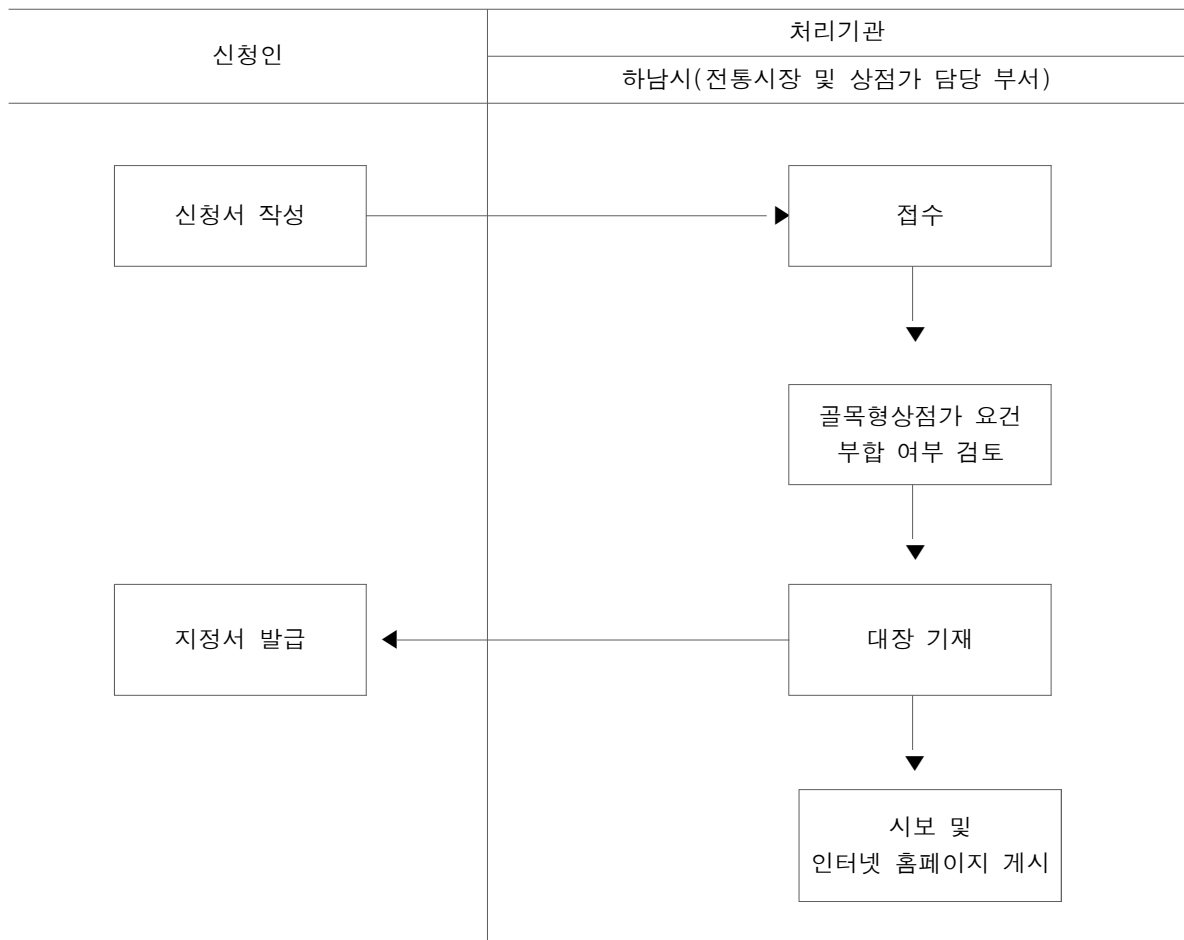 신청인
처리기관
하남시(전통시장 및 상점가 담당 부서)
신청서 작성
접수
골목형상점가 요건
부합 여부 검토
지정서 발급
대장 기재
시보 및
인터넷 홈페이지 게시